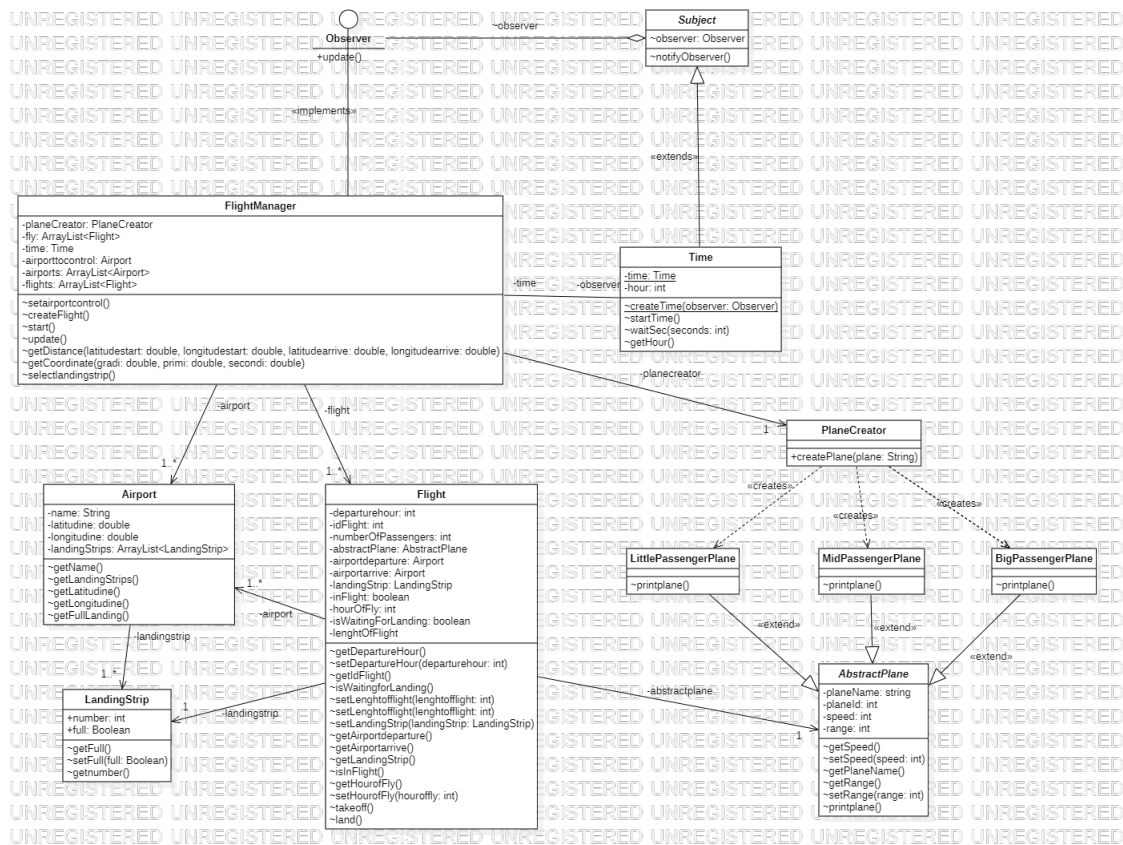 Observer
+update()
~observer
Subject
~observer: Observer
~notifyObserver()
«implements»
«extends»
FlightManager
-planeCreator: PlaneCreator
-fly: ArrayList<Flight>
-time: Time
-airporttocontrol: Airport
-airports: ArrayList<Airport>
-flights: ArrayList<Flight>
~setairportcontrol()
~createFlight()
~start()
~update()
~getDistance(latitudestart: double, longitudestart: double, latitudearrive: double, longitudearrive: double)
~getCoordinate(gradi: double, primi: double, secondi: double)
~selectlandingstrip()
-time
-observer
Time
-time: Time
-hour: int
~createTime(observer: Observer)
~startTime()
~waitSec(seconds: int)
~getHour()
-planecreator
1
-airport
1..*
-flight
1..*
PlaneCreator
+createPlane(plane: String)
«creates»
«creates»
«creates»
Airport
-name: String
-latitudine: double
-longitudine: double
-landingStrips: ArrayList<LandingStrip>
~getName()
~getLandingStrips()
~getLatitudine()
~getLongitudine()
~getFullLanding()
Flight
-departurehour: int
-idFlight: int
-numberOfPassengers: int
-abstractPlane: AbstractPlane
-airportdeparture: Airport
-airportarrive: Airport
-landingStrip: LandingStrip
-inFlight: boolean
-hourOfFly: int
-isWaitingForLanding: boolean
-lenghtOfFlight
~getDepartureHour()
~setDepartureHour(departurehour: int)
~getIdFlight()
~isWaitingforLanding()
~setLenghtofflight(lenghtofflight: int)
~setLenghtofflight(lenghtofflight: int)
~setLandingStrip(landingStrip: LandingStrip)
~getAirportdeparture()
~getAirportarrive()
~getLandingStrip()
~isInFlight()
~getHourofFly()
~setHourofFly(houroffly: int)
~takeoff()
~land()
1..*
-airport
-landingstrip
1..*
LandingStrip
+number: int
+full: Boolean
~getFull()
~setFull(full: Boolean)
~getnumber()
1
-landingstrip
-abstractplane
1
LittlePassengerPlane
~printplane()
MidPassengerPlane
~printplane()
BigPassengerPlane
~printplane()
«extend»
«extend»
«extend»
AbstractPlane
-planeName: string
-planeId: int
-speed: int
-range: int
~getSpeed()
~setSpeed(speed: int)
~getPlaneName()
~getRange()
~setRange(range: int)
~printplane()